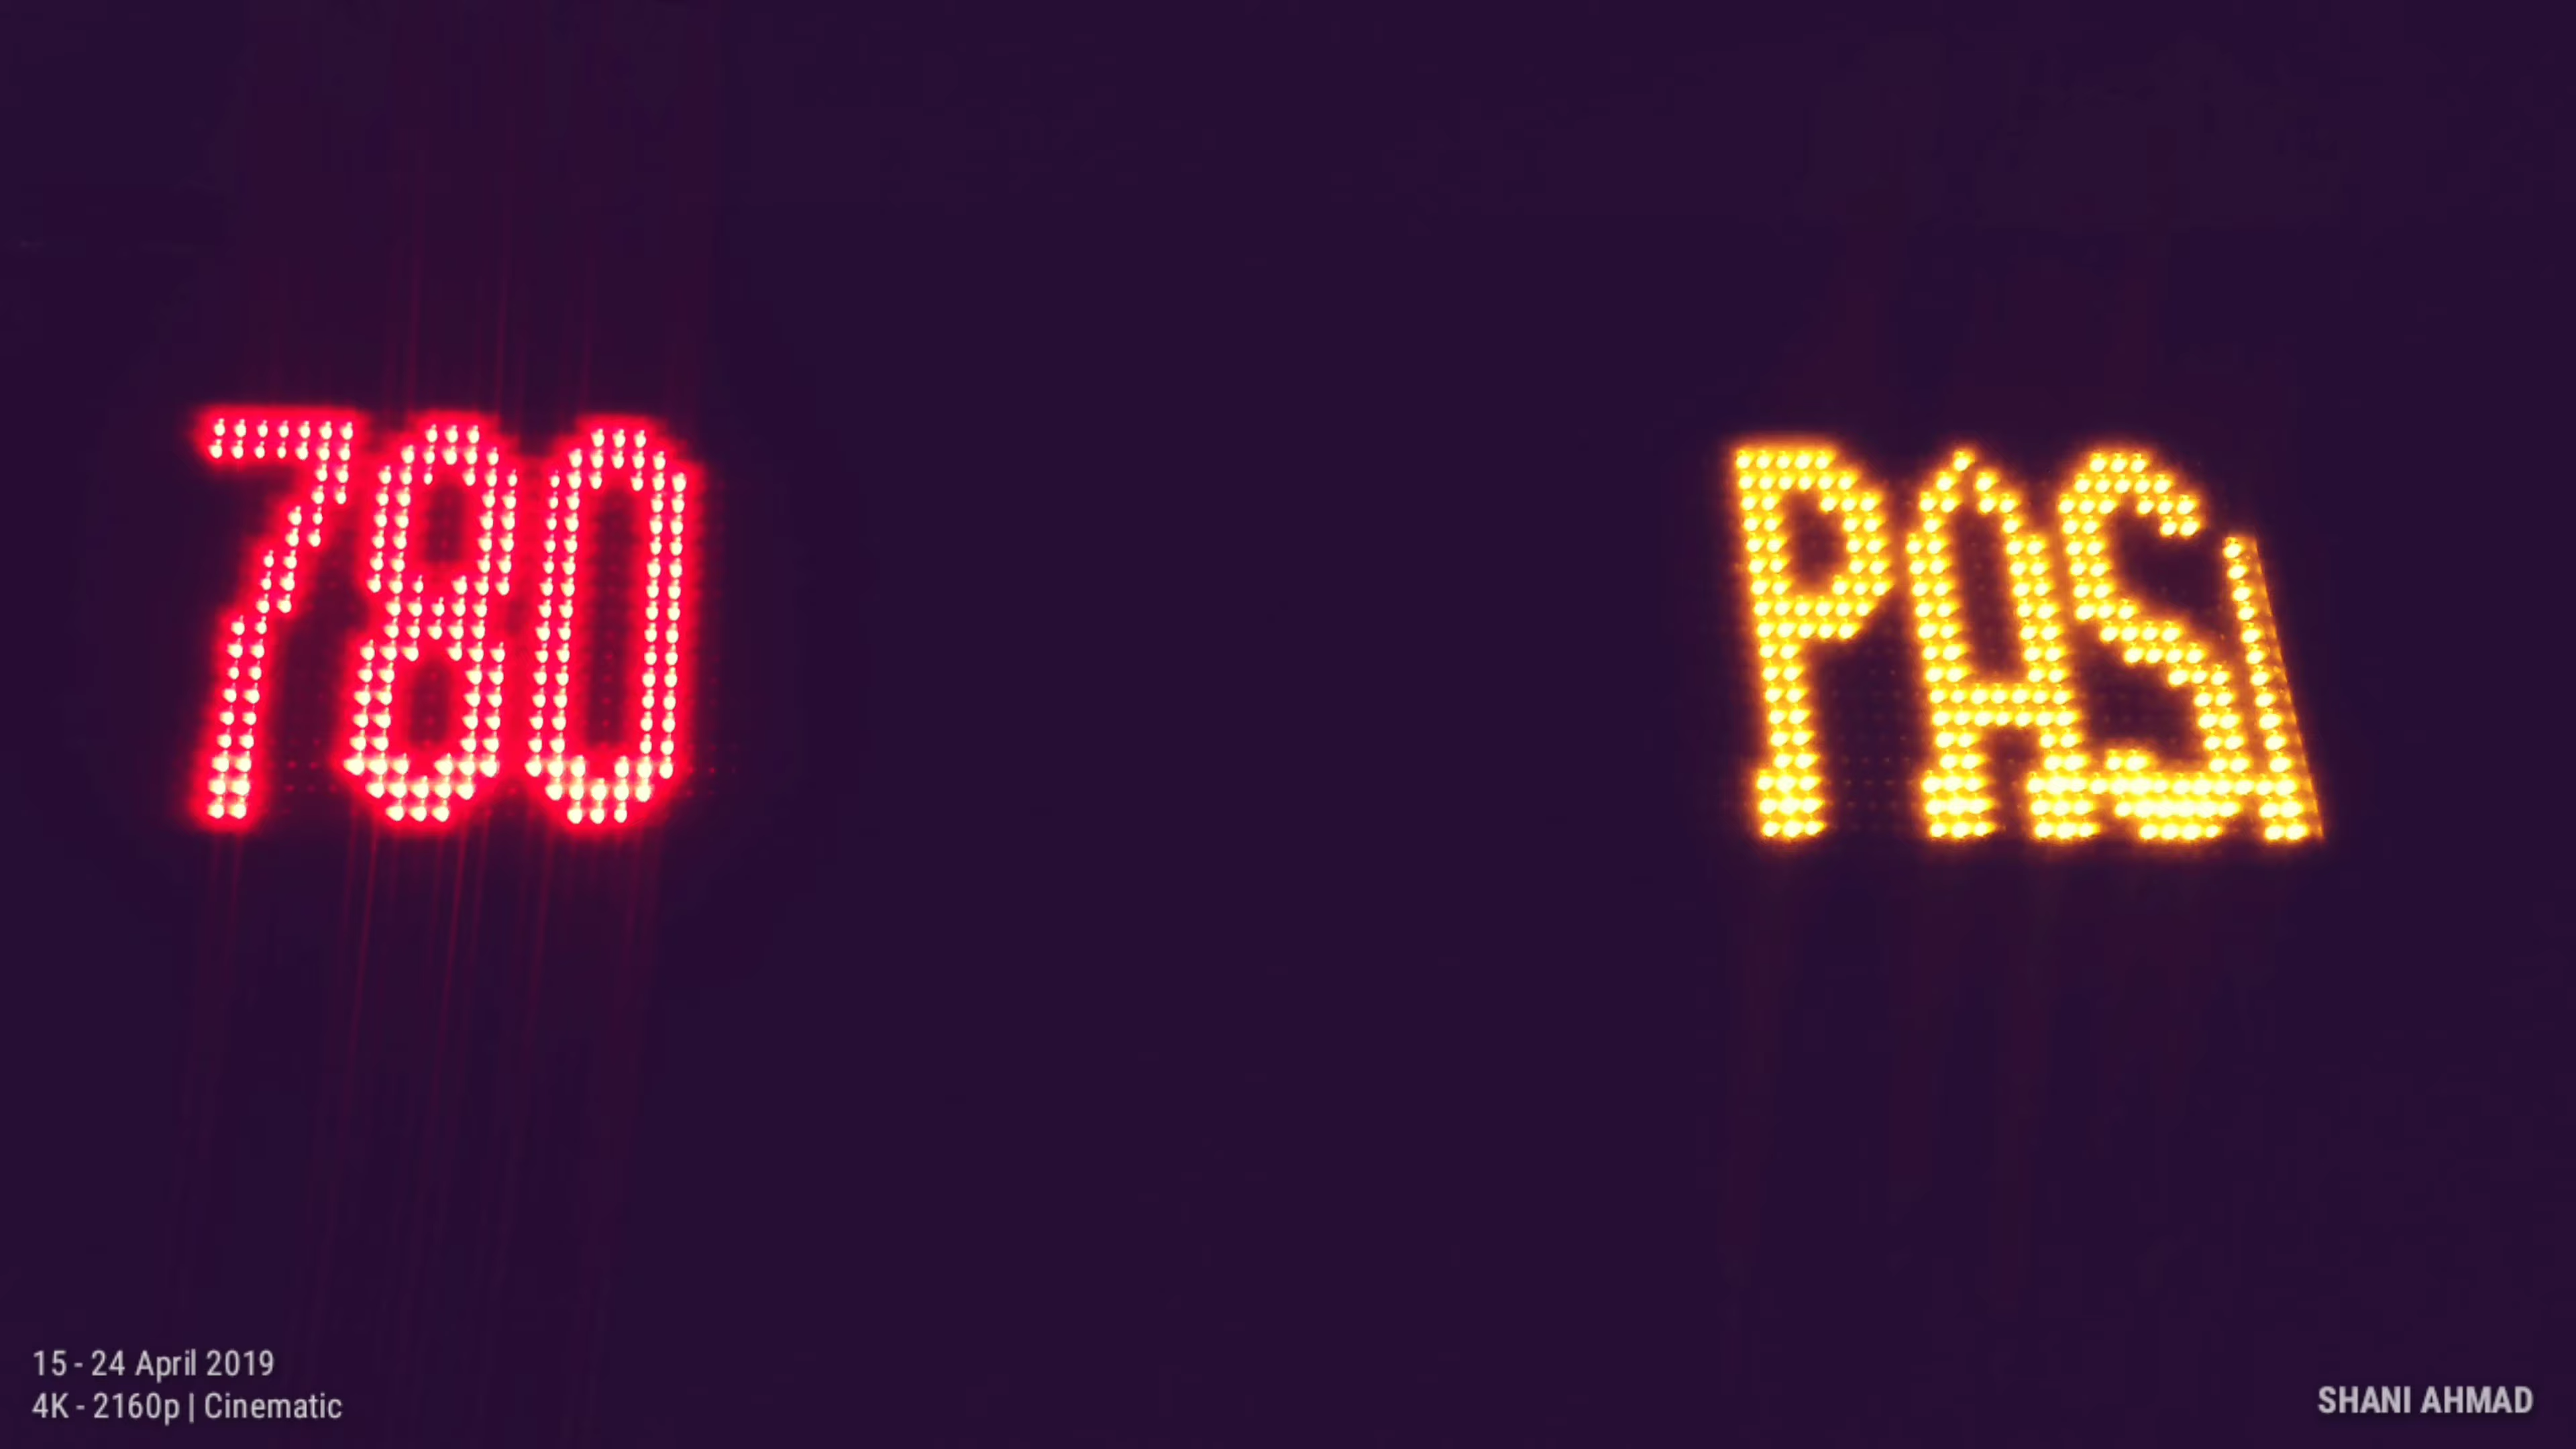 780
PASI
15 - 24 April 2019
4K - 2160p | Cinematic
SHANI AHMAD